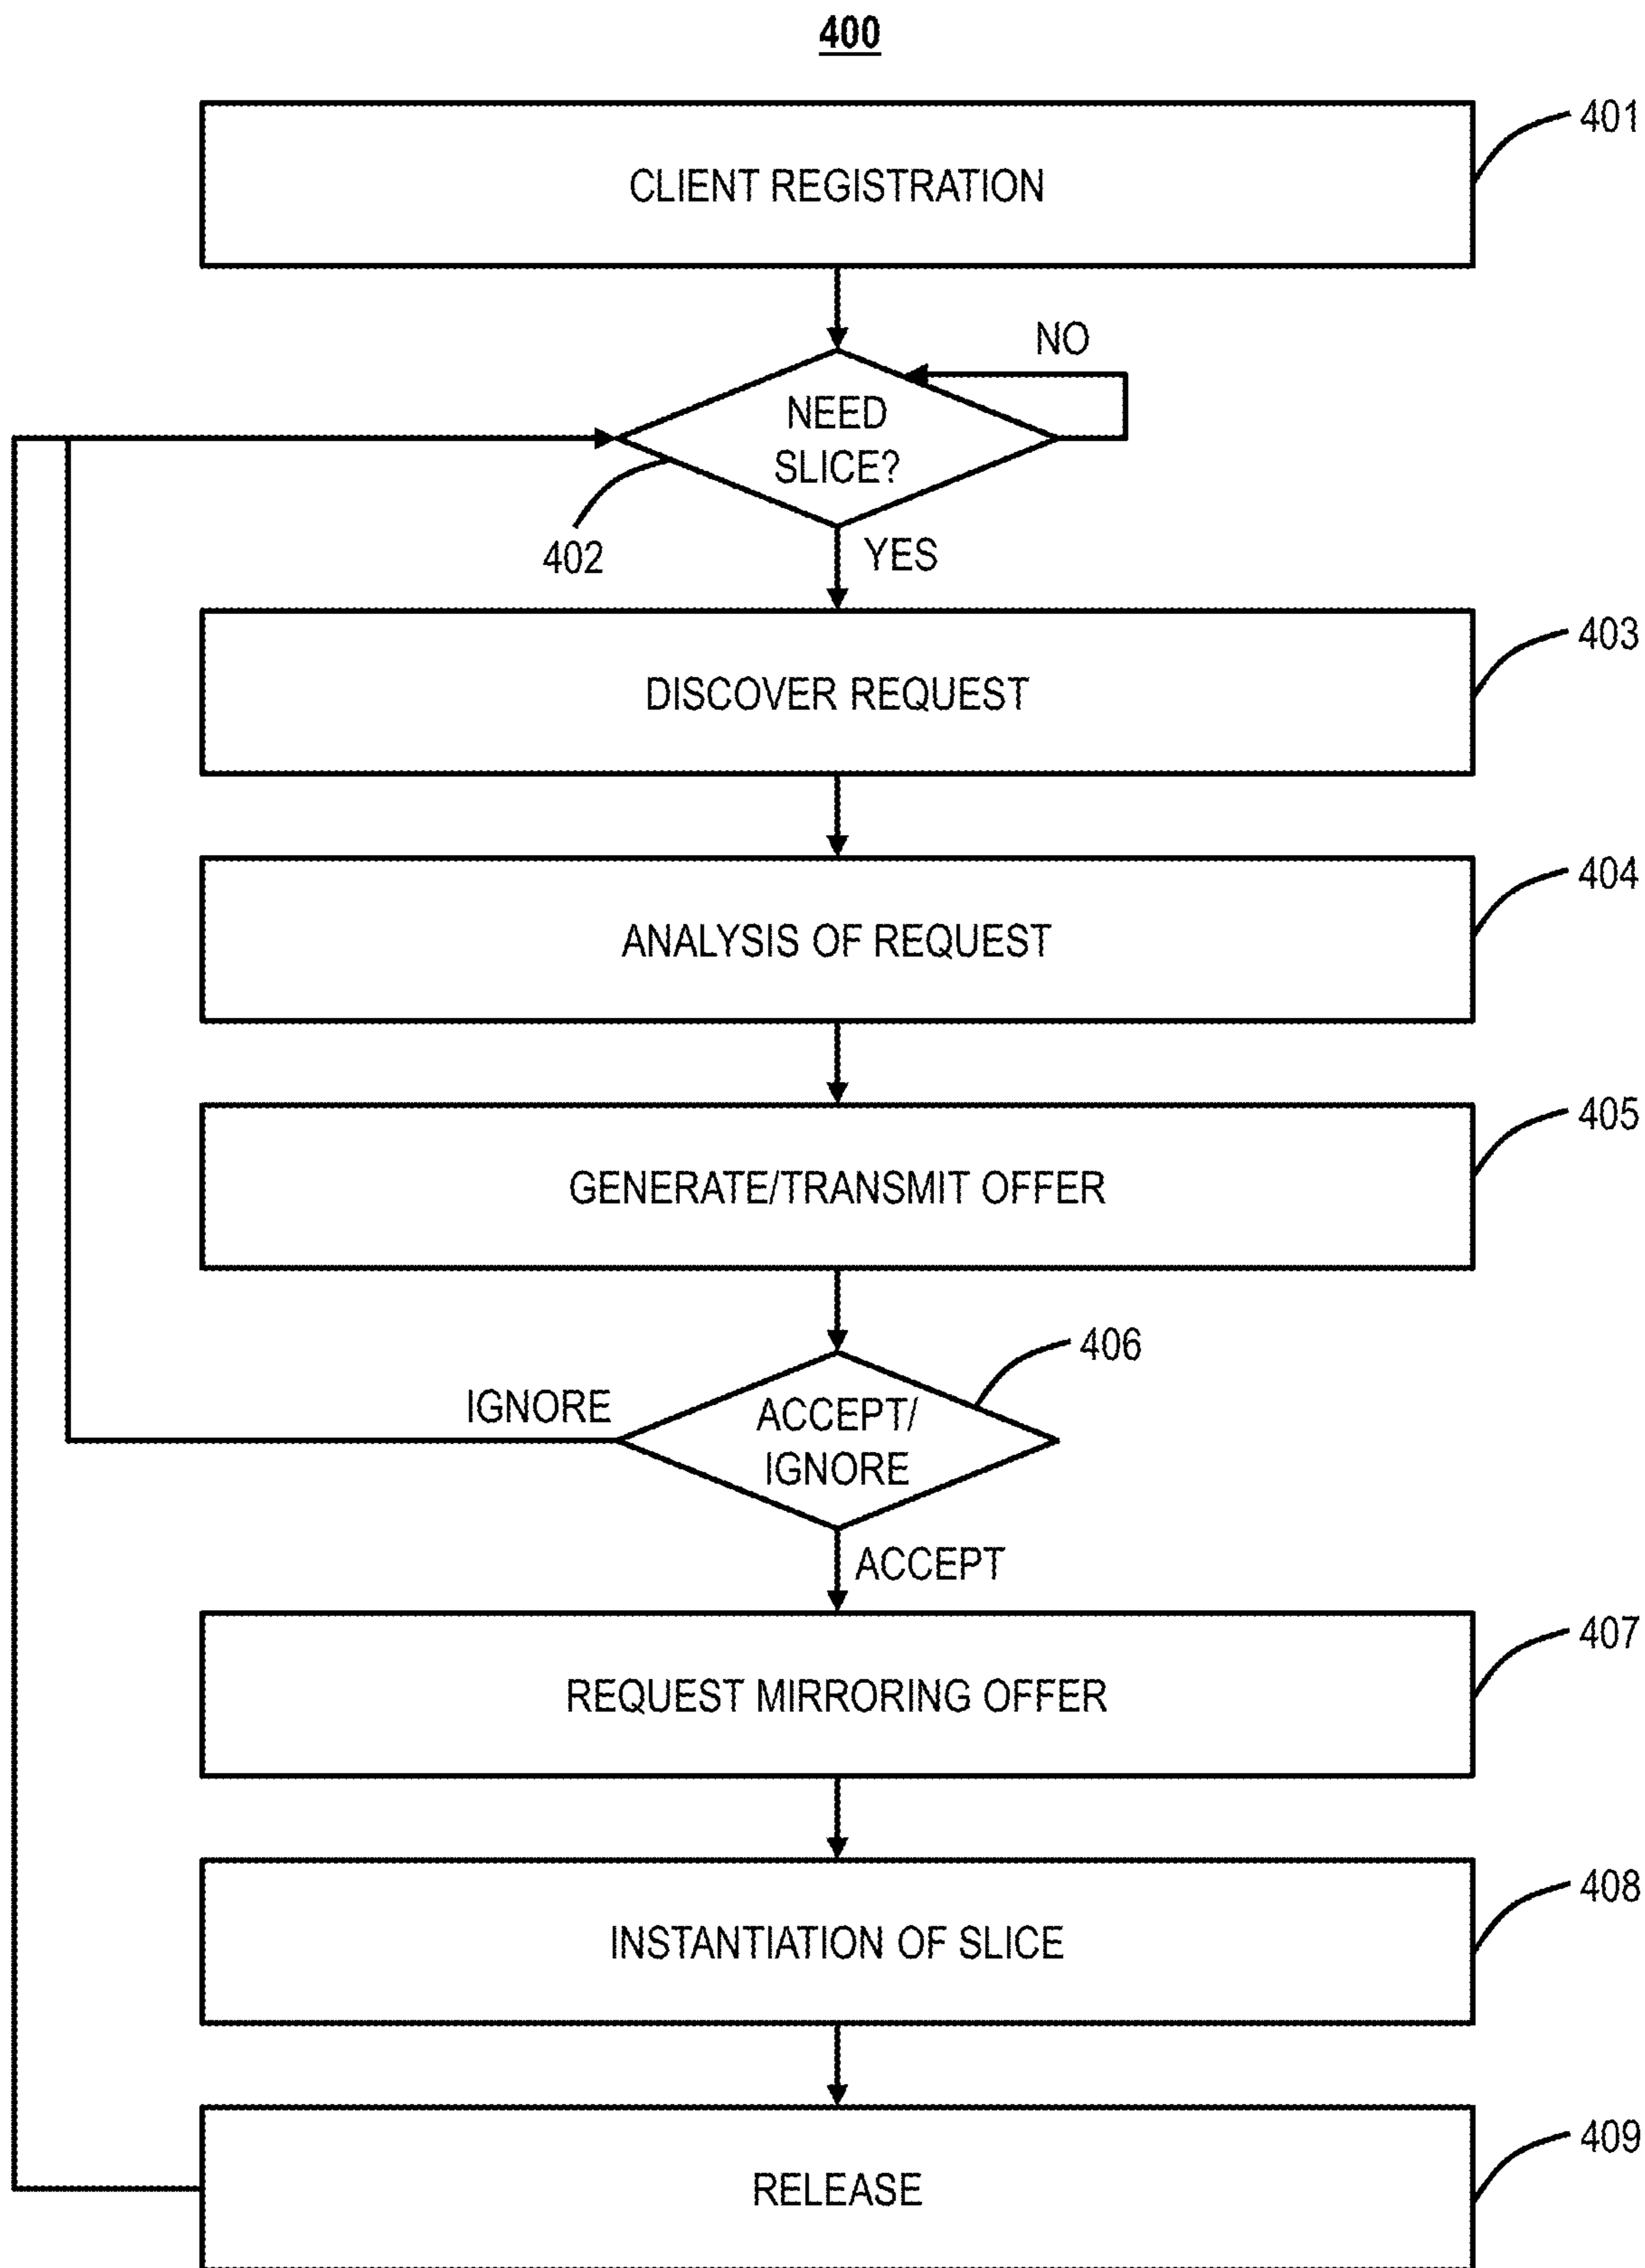 400
CLIENT REGISTRATION
401
NO
NEED
SLICE?
402
YES
DISCOVER REQUEST
403
ANALYSIS OF REQUEST
404
GENERATE/TRANSMIT OFFER
405
406
IGNORE
ACCEPT/
IGNORE
ACCEPT
REQUEST MIRRORING OFFER
407
INSTANTIATION OF SLICE
408
RELEASE
409